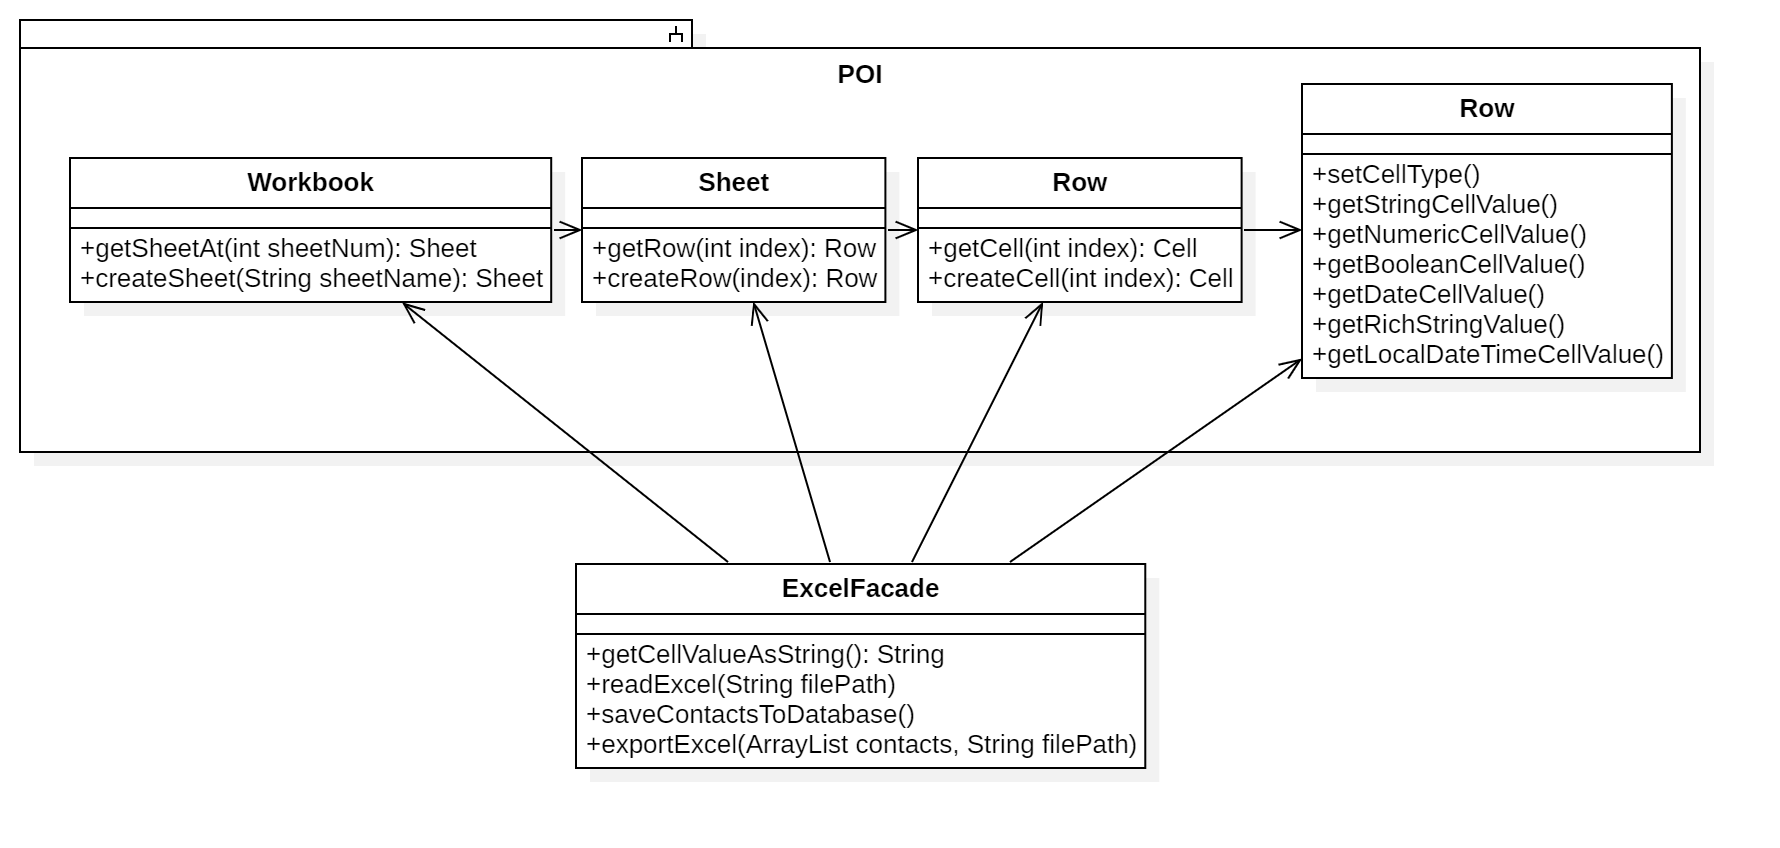 POI
Workbook
+getSheetAt(int sheetNum): Sheet
+createSheet(String sheetName): Sheet
Sheet
+getRow(int index): Row
+createRow(index): Row
Row
+getCell(int index): Cell
+createCell(int index): Cell
Row
+setCellType()
+getStringCellValue()
+getNumericCellValue()
+getBooleanCellValue()
+getDateCellValue()
+getRichStringValue()
+getLocalDateTimeCellValue()
ExcelFacade
+getCellValueAsString(): String
+readExcel(String filePath)
+saveContactsToDatabase()
+exportExcel(ArrayList contacts, String filePath)